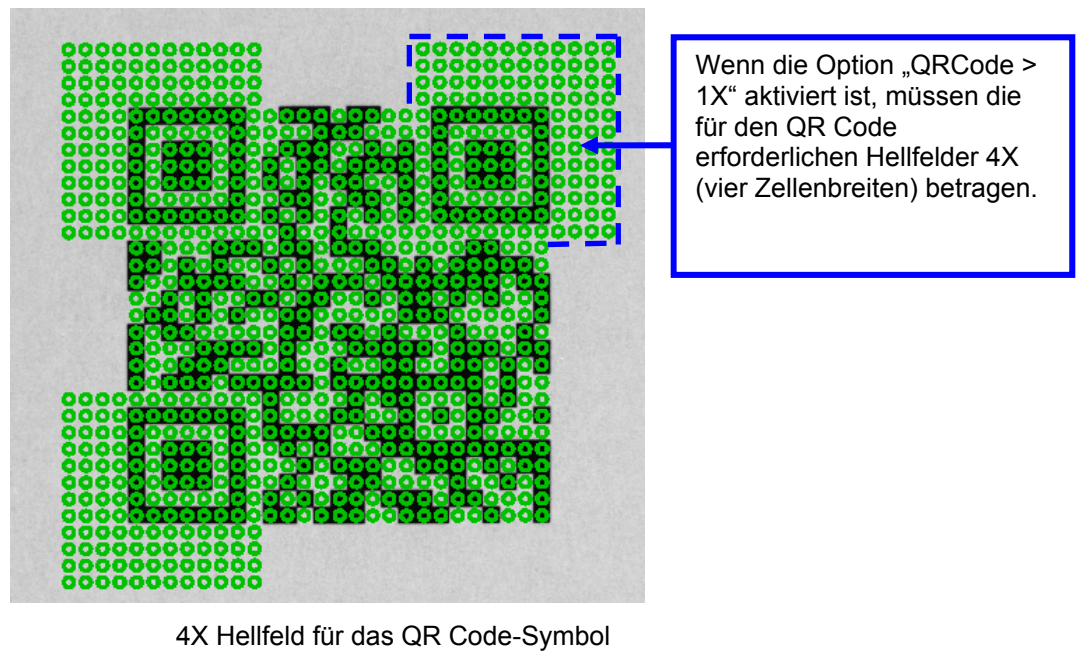 Wenn die Option „QRCode >
1X“ aktiviert ist, müssen die
für den QR Code
erforderlichen Hellfelder 4X
(vier Zellenbreiten) betragen.
4X Hellfeld für das QR Code-Symbol